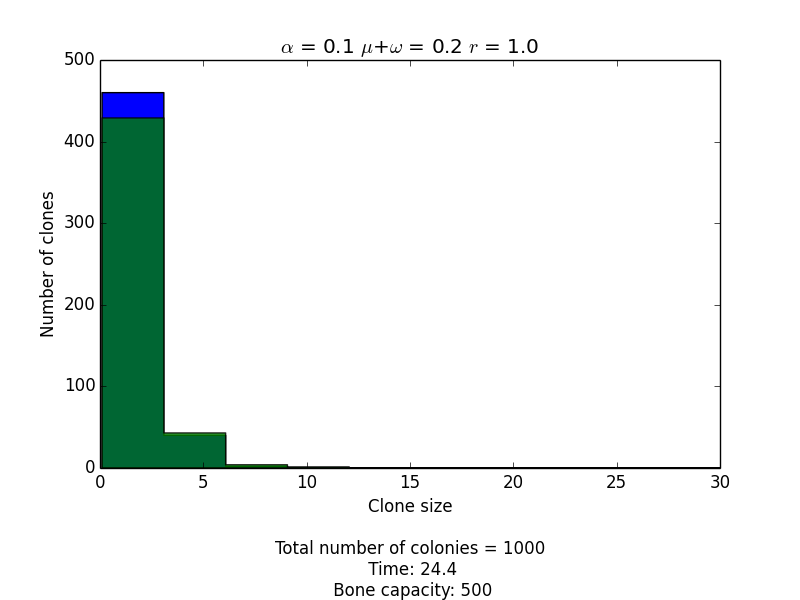 α = 0.1 μ+ω = 0.2 r = 1.0
500
400
300
200
100
0
Number of clones
0 5 10 15 20 25 30
Clone size
Total number of colonies = 1000
Time: 24.4
Bone capacity: 500